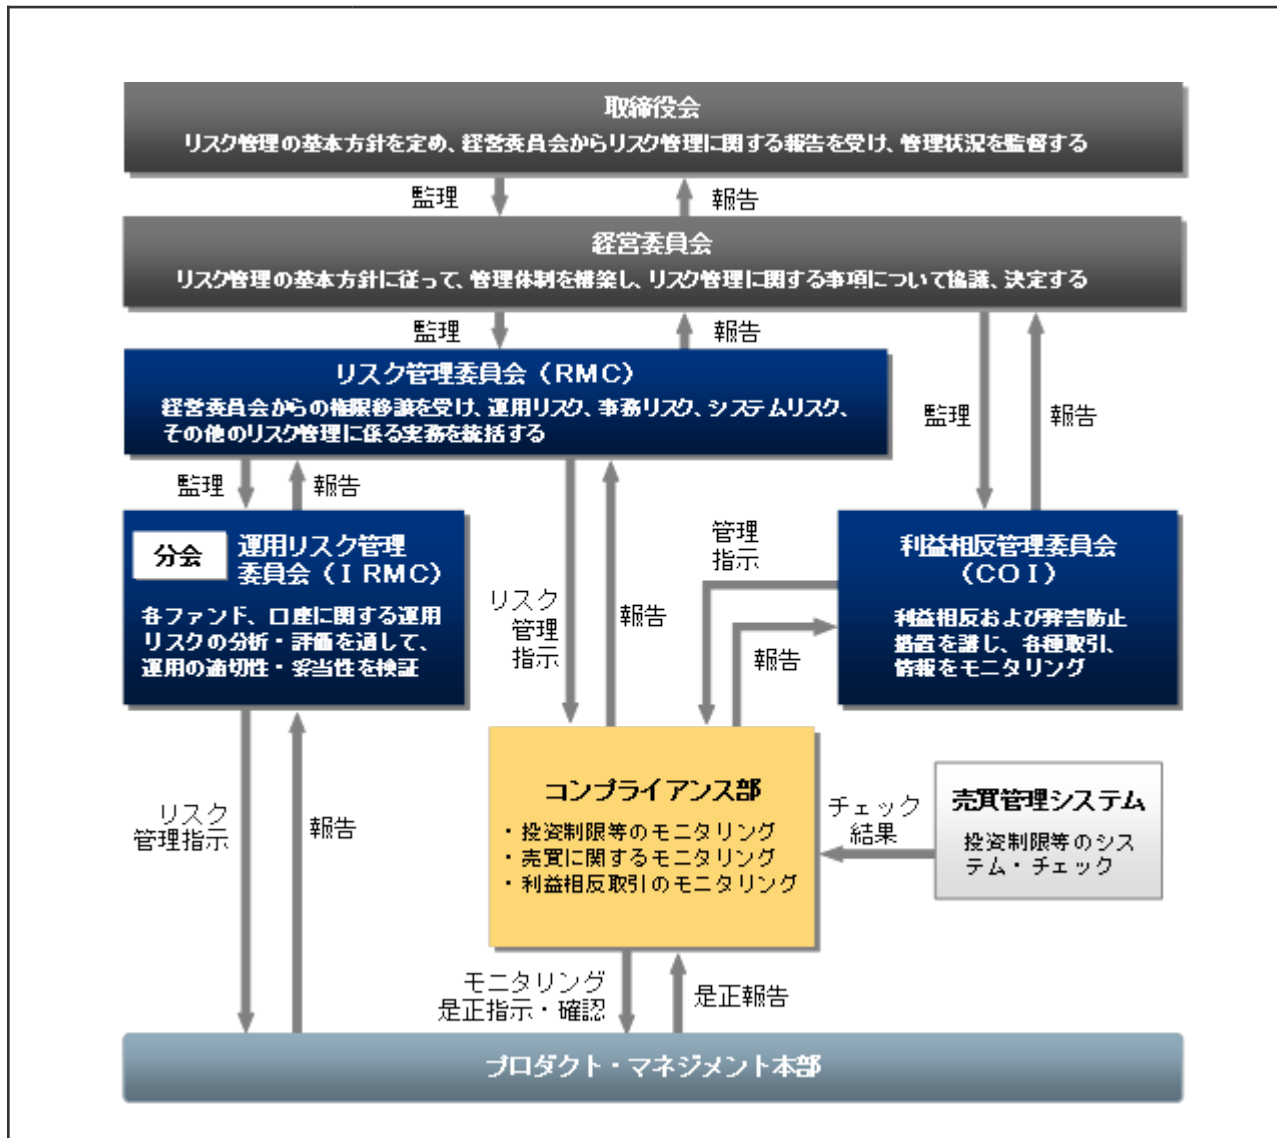 取締役会
リスク管理の基本方針を定め、経営委員会からリスク管理に関する報告を受け、管理状況を監督する
監理
報告
経営委員会
リスク管理の基本方針に従って、管理体制を構築し、リスク管理に関する事項について協議、決定する
監理
報告
リスク管理委員会（RMC）
経営委員会からの権限移譲を受け、運用リスク、事務リスク、システムリスク、
その他のリスク管理に係る実務を統括する
監理
報告
監理
報告
分会
運用リスク管理
委員会（ＩRMC）
各ファンド、口座に関する運用
リスクの分析・評価を通して、
運用の適切性・妥当性を検証
リスク
管理
指示
報告
管理
指示
報告
利益相反管理委員会
（COI）
利益相反および弊害防止
措置を講じ、各種取引、
情報をモニタリング
リスク
管理指示
報告
コンプライアンス部
・投資制限等のモニタリング
・売買に関するモニタリング
・利益相反取引のモニタリング
チェック
結果
売買管理システム
投資制限等のシス
テム・チェック
モニタリング
是正指示・確認
是正報告
プロダクト・マネジメント本部